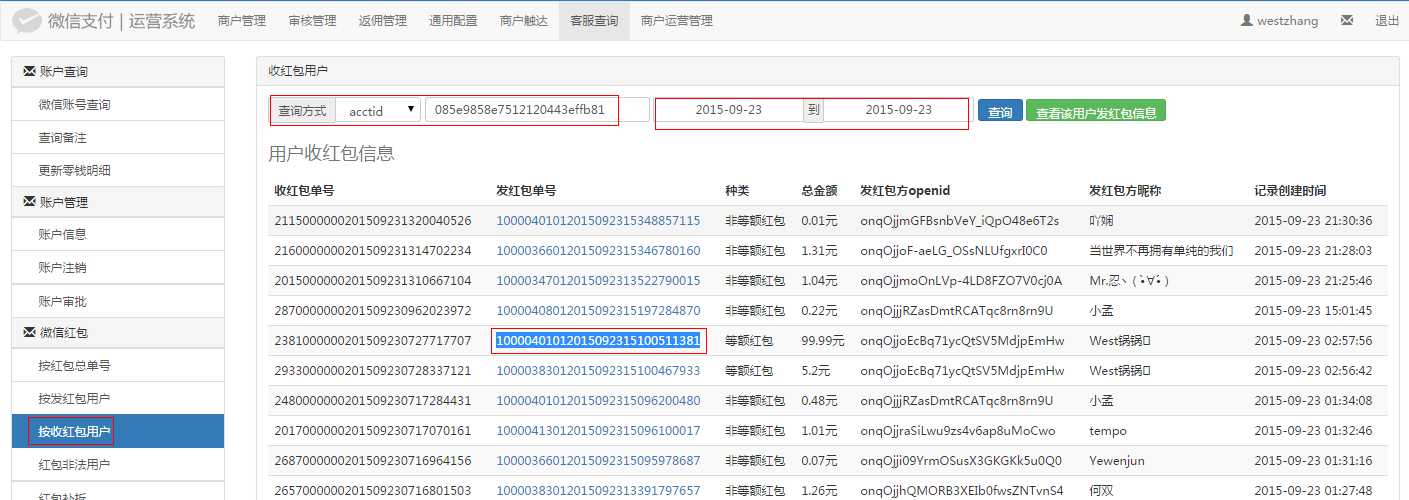 微信支付 | 运营系统 商户管理 审核管理 返佣管理 通用配置 商户触达 客服查询 商户运营管理 westzhang 退出
账户查询
微信账号查询
查询备注
更新零钱明细
账户管理
账户信息
账户注销
账户审批
微信红包
按红包总单号
按发红包用户
按收红包用户
红包非法用户
红包补拆
收红包用户
查询方式 acctid 085e9858e7512120443effb81 2015-09-23 到 2015-09-23 查询 查看该用户发红包信息
用户收红包信息
收红包单号 发红包单号 种类 总金额 发红包方openid 发红包方昵称 记录创建时间
2115000000201509231320040526 1000040101201509231534885​7115 非等额红包 0.01元 onqOjjmGFBsnbVeY_iQpO48e6T2s 吖娴 2015-09-23 21:30:36
2160000000201509231314702234 1000036601201509231534678​0160 非等额红包 1.31元 onqOjjoF-aeLG_OSsNLUfgxrI0C0 当世界不再拥有单纯的我们 2015-09-23 21:28:03
2015000000201509231310667104 1000034701201509231352279​0015 非等额红包 1.04元 onqOjjmoOnLVp-4LD8FZO7V0cj0A Mr.忍丶( •̀∀•́ ) 2015-09-23 21:25:46
2870000000201509230962023972 1000040801201509231519728​4870 非等额红包 0.22元 onqOjjjRZasDmtRCATqc8rn8rn9U 小孟 2015-09-23 15:01:45
2381000000201509230727717707 1000040101201509231510051​1381 等额红包 99.99元 onqOjjoEcBq71ycQtSV5MdjpEmHw West锅锅 2015-09-23 02:57:56
2933000000201509230728337121 1000038301201509231510046​7933 等额红包 5.2元 onqOjjoEcBq71ycQtSV5MdjpEmHw West锅锅 2015-09-23 02:56:42
2480000000201509230717284431 1000040101201509231509620​0480 非等额红包 0.48元 onqOjjjRZasDmtRCATqc8rn8rn9U 小孟 2015-09-23 01:34:08
2017000000201509230717070161 1000041301201509231509610​0017 非等额红包 1.01元 onqOjjraSiLwu9zs4v6ap8uMoCwo tempo 2015-09-23 01:32:46
2687000000201509230716964156 1000036601201509231509597​8687 非等额红包 0.07元 onqOjji09YrmOSusX3GKGKk5u0Q0 Yewenjun 2015-09-23 01:31:16
2657000000201509230716801503 1000038301201509231339179​7657 非等额红包 1.26元 onqOjjhQMORB3XEIb0fwsZNTvnS4 何双 2015-09-23 01:27:48